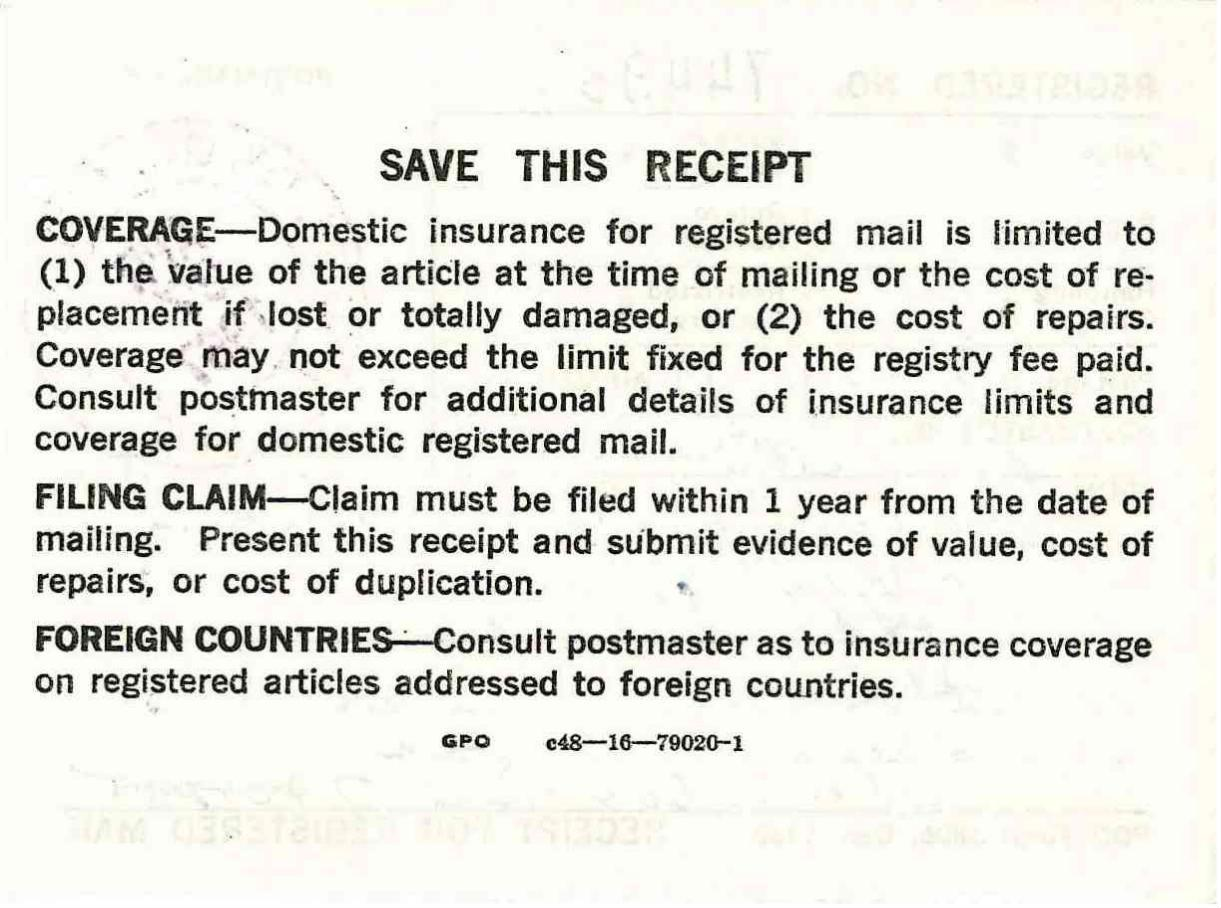 SAVE THIS RECEIPT
COVERAGE—Domestic insurance for registered mail is limited to
(1) the value of the article at the time of mailing or the cost of re-
placement if lost or totally damaged, or (2) the cost of repairs.
Coverage may not exceed the limit fixed for the registry fee paid.
Consult postmaster for additional details of insurance limits and
coverage for domestic registered mail.
FILING CLAIM—Claim must be filed within 1 year from the date of
mailing. Present this receipt and submit evidence of value, cost of
repairs, or cost of duplication.
FOREIGN COUNTRIES—Consult postmaster as to insurance coverage
on registered articles addressed to foreign countries.
GPO c48—16—79020-1